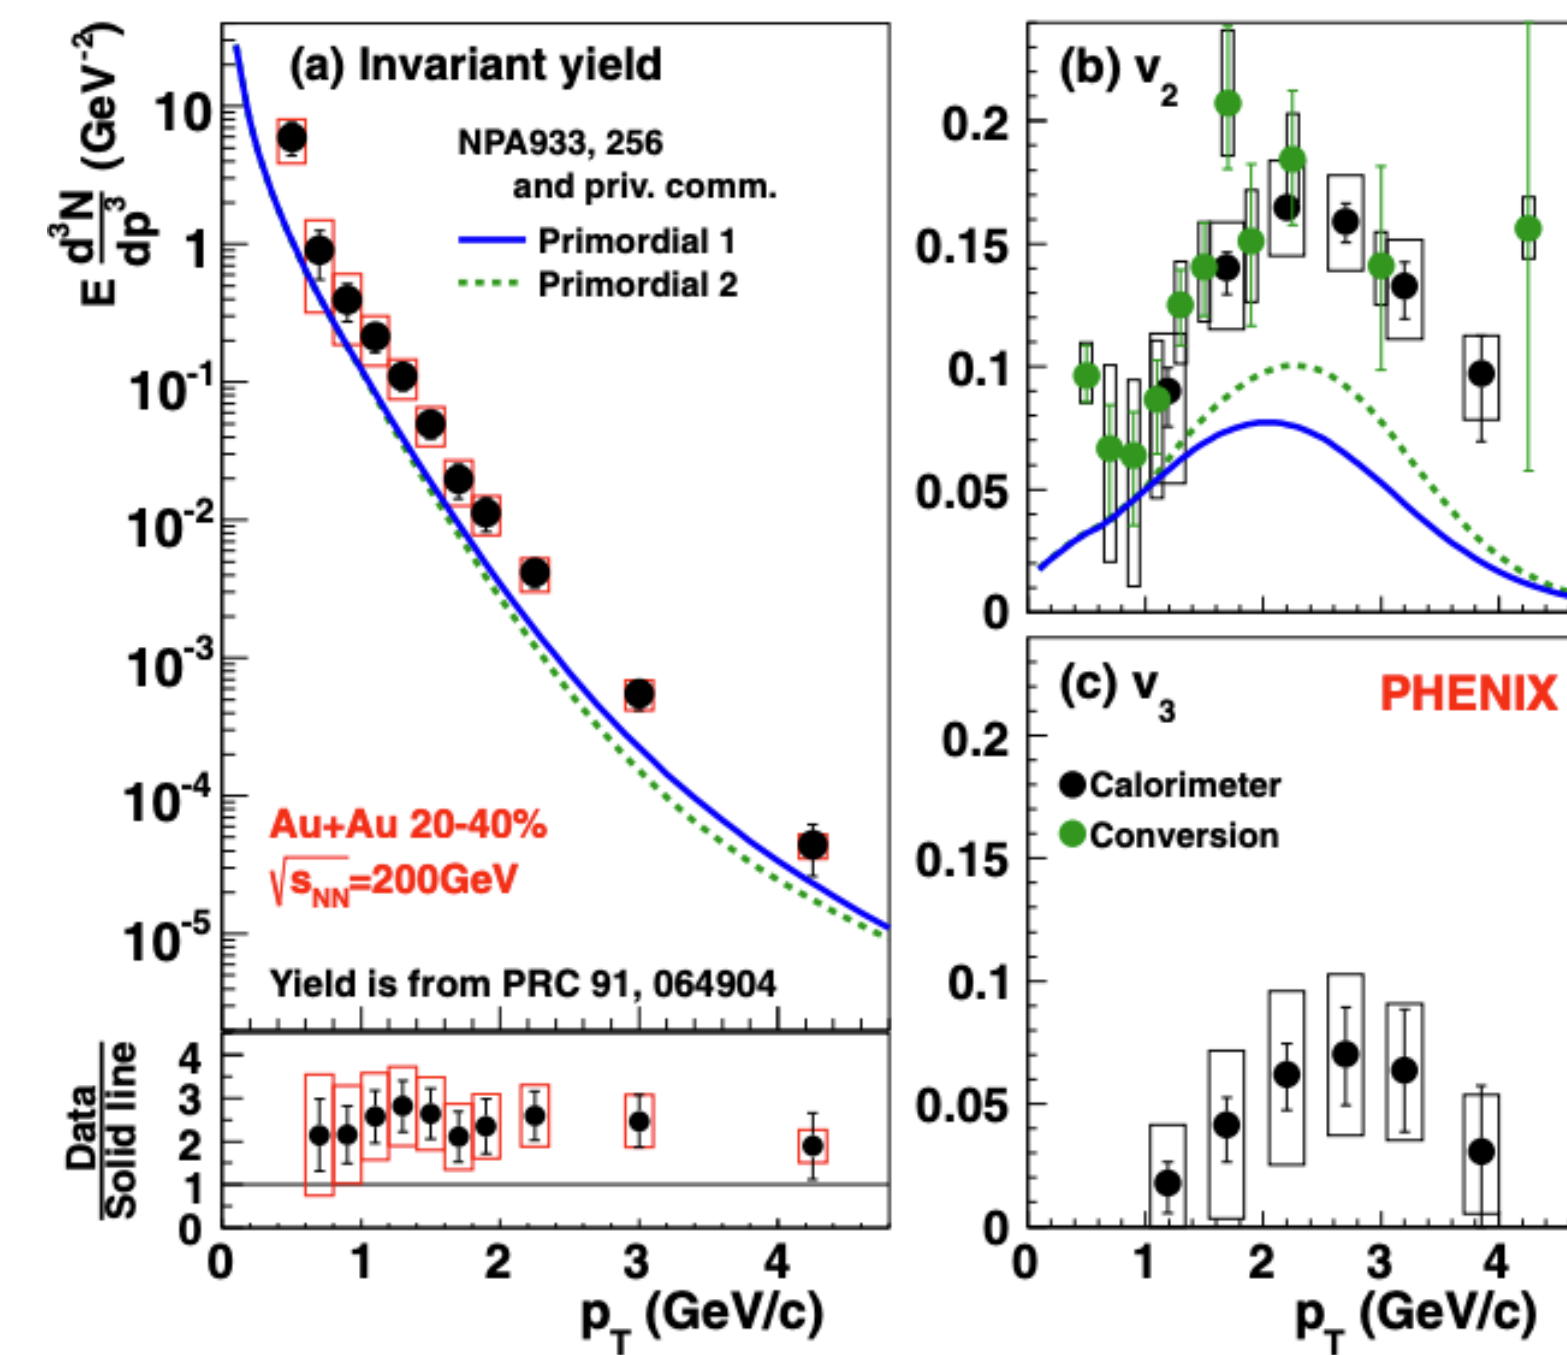 (a) Invariant yield
E d³N/dp³ (GeV⁻²)
NPA933, 256
and priv. comm.
Primordial 1
Primordial 2
10
1
10⁻¹
10⁻²
10⁻³
10⁻⁴
10⁻⁵
Au+Au 20-40%
√s_NN=200GeV
Yield is from PRC 91, 064904
Data
Solid line
4
3
2
1
0
0 1 2 3 4
p_T (GeV/c)
(b) v₂
0.2
0.15
0.1
0.05
0
(c) v₃
PHENIX
Calorimeter
Conversion
0.2
0.15
0.1
0.05
0
0 1 2 3 4
p_T (GeV/c)